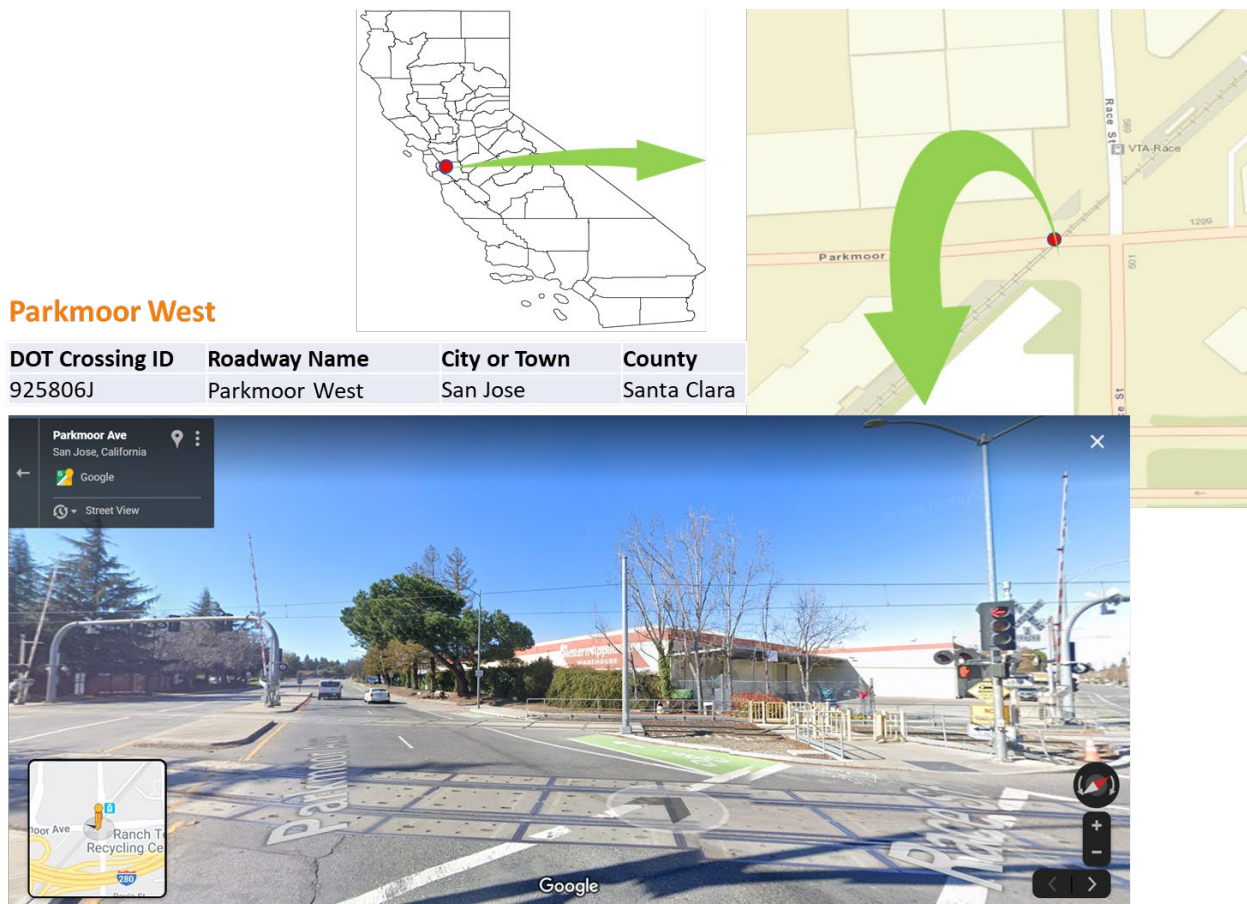 Race St
589
VTA-Race
1299
Parkmoor
601
Parkmoor West
DOT Crossing ID Roadway Name City or Town County
925806J Parkmoor West San Jose Santa Clara
Parkmoor Ave
San Jose, California
Google
Street View
WAREHOUSE
Parkmoor Ave
Race St
Ranch T
Recycling Ce
280
Google